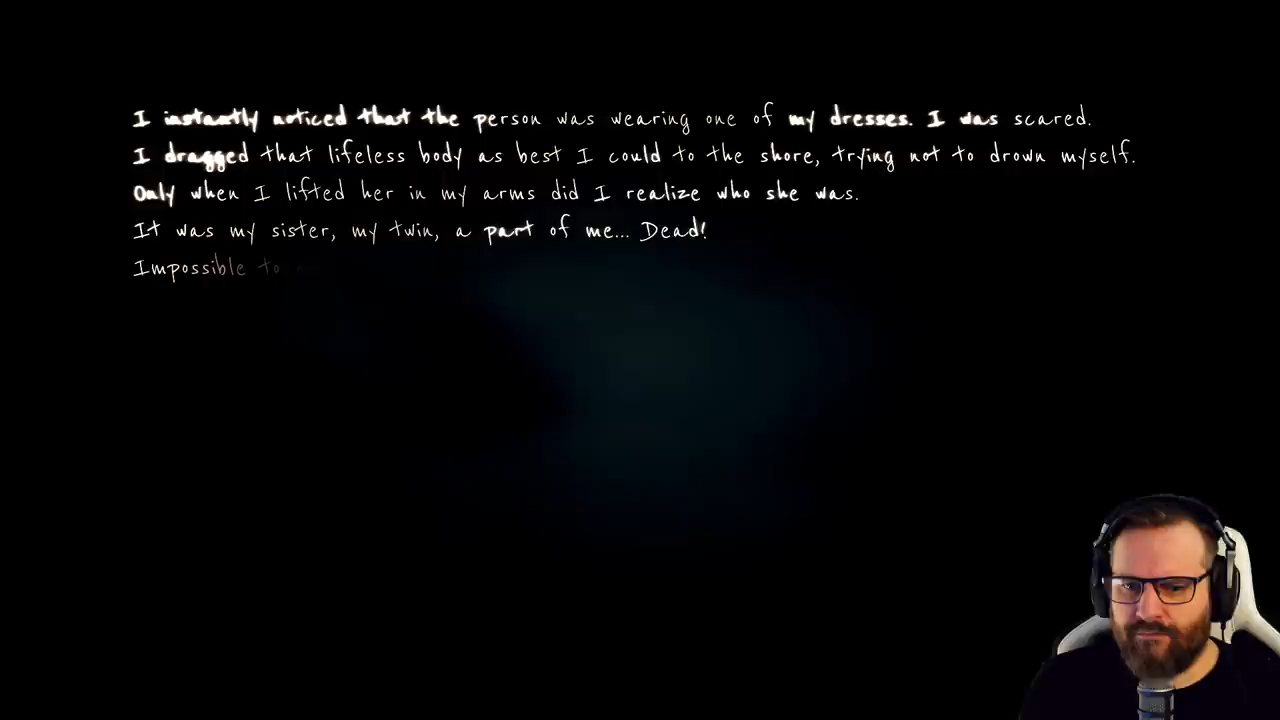 I instantly noticed that the person was wearing one of my dresses. I was scared.
I dragged that lifeless body as best I could to the shore, trying not to drown myself.
Only when I lifted her in my arms did I realize who she was.
It was my sister, my twin, a part of me... Dead!
Impossible to